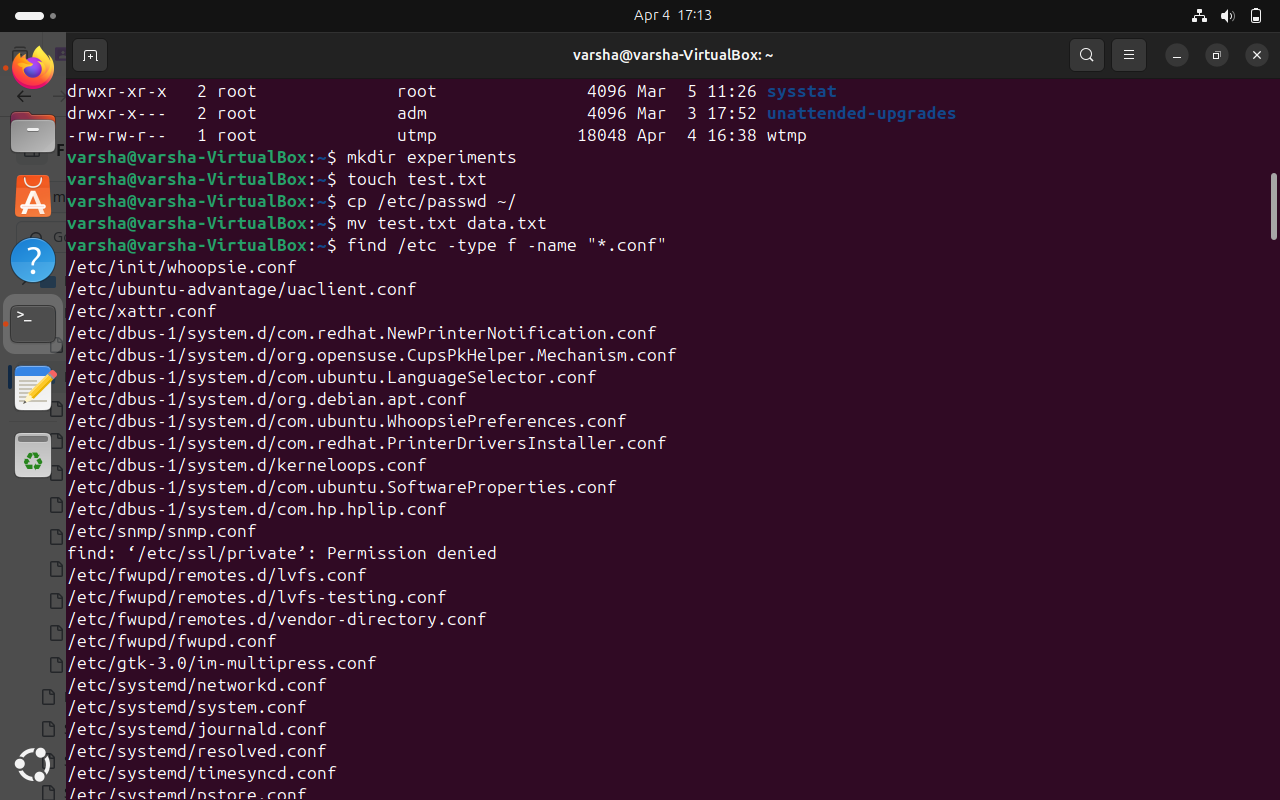 Apr 4 17:13
varsha@varsha-VirtualBox: ~
drwxr-xr-x   2 root              root               4096 Mar  5 11:26 sysstat
drwxr-x---   2 root              adm                4096 Mar  3 17:52 unattended-upgrades
-rw-rw-r--   1 root              utmp              18048 Apr  4 16:38 wtmp
varsha@varsha-VirtualBox:~$ mkdir experiments
varsha@varsha-VirtualBox:~$ touch test.txt
varsha@varsha-VirtualBox:~$ cp /etc/passwd ~/
varsha@varsha-VirtualBox:~$ mv test.txt data.txt
varsha@varsha-VirtualBox:~$ find /etc -type f -name "*.conf"
/etc/init/whoopsie.conf
/etc/ubuntu-advantage/uaclient.conf
/etc/xattr.conf
/etc/dbus-1/system.d/com.redhat.NewPrinterNotification.conf
/etc/dbus-1/system.d/org.opensuse.CupsPkHelper.Mechanism.conf
/etc/dbus-1/system.d/com.ubuntu.LanguageSelector.conf
/etc/dbus-1/system.d/org.debian.apt.conf
/etc/dbus-1/system.d/com.ubuntu.WhoopsiePreferences.conf
/etc/dbus-1/system.d/com.redhat.PrinterDriversInstaller.conf
/etc/dbus-1/system.d/kerneloops.conf
/etc/dbus-1/system.d/com.ubuntu.SoftwareProperties.conf
/etc/dbus-1/system.d/com.hp.hplip.conf
/etc/snmp/snmp.conf
find: ‘/etc/ssl/private’: Permission denied
/etc/fwupd/remotes.d/lvfs.conf
/etc/fwupd/remotes.d/lvfs-testing.conf
/etc/fwupd/remotes.d/vendor-directory.conf
/etc/fwupd/fwupd.conf
/etc/gtk-3.0/im-multipress.conf
/etc/systemd/networkd.conf
/etc/systemd/system.conf
/etc/systemd/journald.conf
/etc/systemd/resolved.conf
/etc/systemd/timesyncd.conf
/etc/systemd/pstore.conf